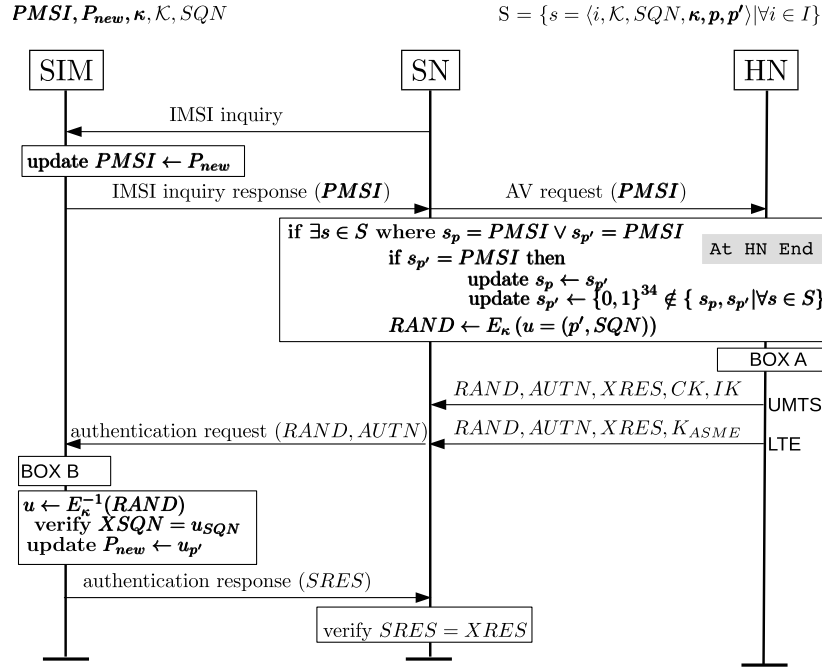 PMSI, P_new, κ, 𝒦, SQN
S = {s = ⟨i, 𝒦, SQN, κ, p, p′⟩|∀i ∈ I}
SIM
SN
HN
IMSI inquiry
update PMSI ← P_new
IMSI inquiry response (PMSI)
AV request (PMSI)
if ∃s ∈ S where s_p = PMSI ∨ s_p′ = PMSI
At HN End
if s_p′ = PMSI then
update s_p ← s_p′
update s_p′ ← {0, 1}^34 ∉ { s_p, s_p′|∀s ∈ S}
RAND ← E_κ (u = (p′, SQN))
BOX A
RAND, AUTN, XRES, CK, IK
UMTS
authentication request (RAND, AUTN)
RAND, AUTN, XRES, K_ASME
LTE
BOX B
u ← E_κ^−1(RAND)
verify XSQN = u_SQN
update P_new ← u_p′
authentication response (SRES)
verify SRES = XRES